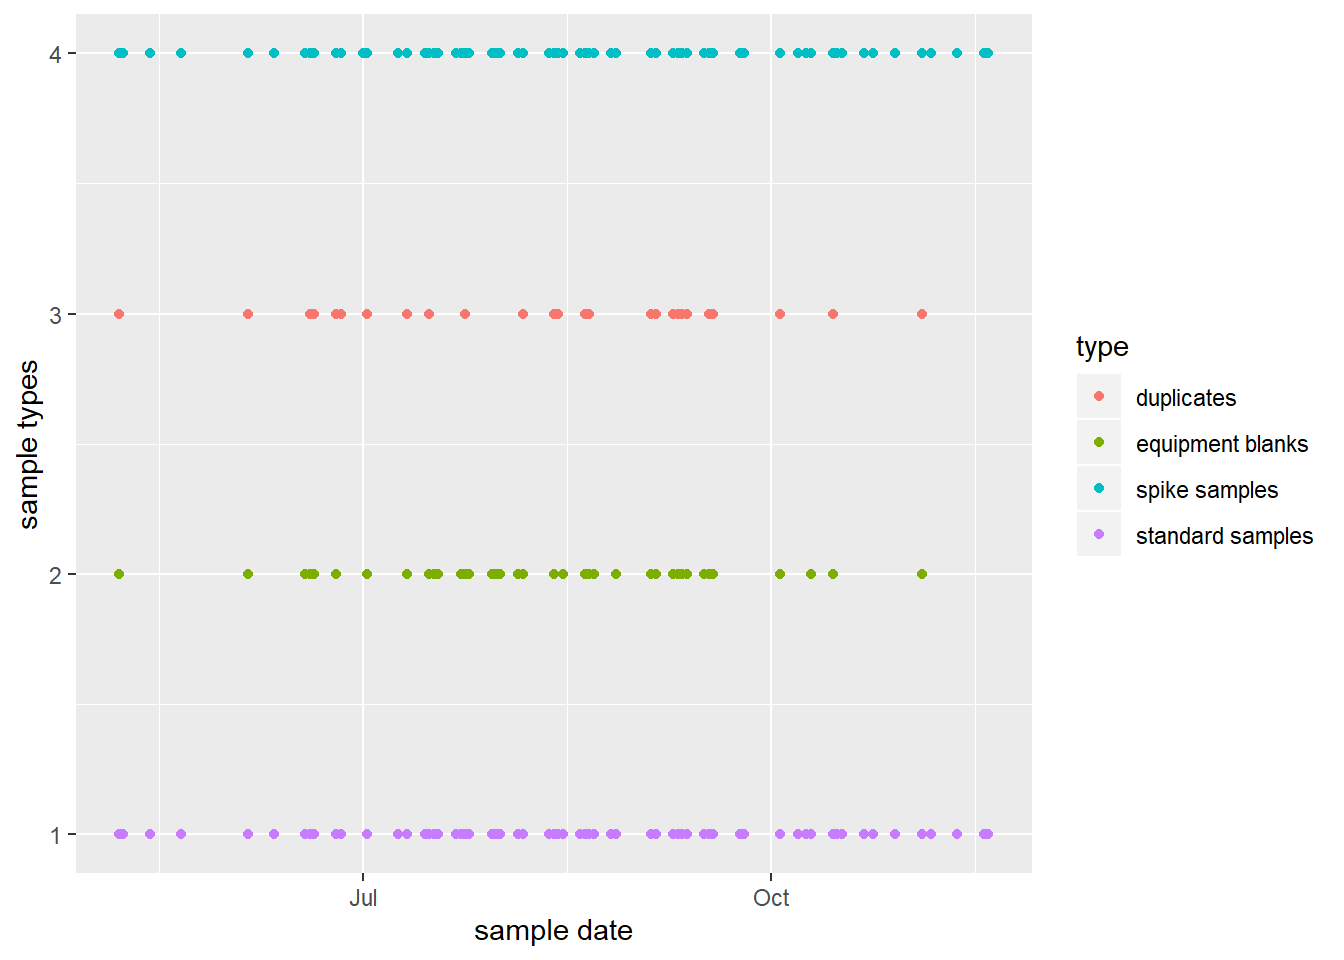 4
3
2
1
sample types
Jul
Oct
sample date
type
duplicates
equipment blanks
spike samples
standard samples